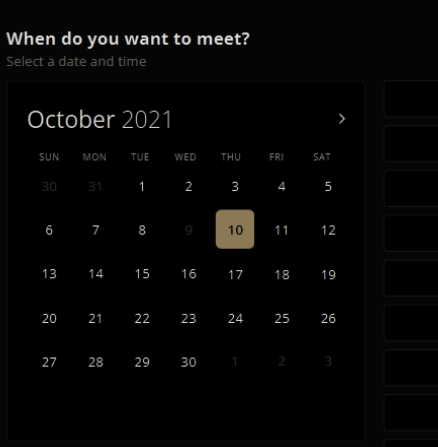 When do you want to meet?
Select a date and time
October 2021 >
SUN MON TUE WED THU FRI SAT
30 31 1 2 3 4 5
6 7 8 9 10 11 12
13 14 15 16 17 18 19
20 21 22 23 24 25 26
27 28 29 30 1 2 3